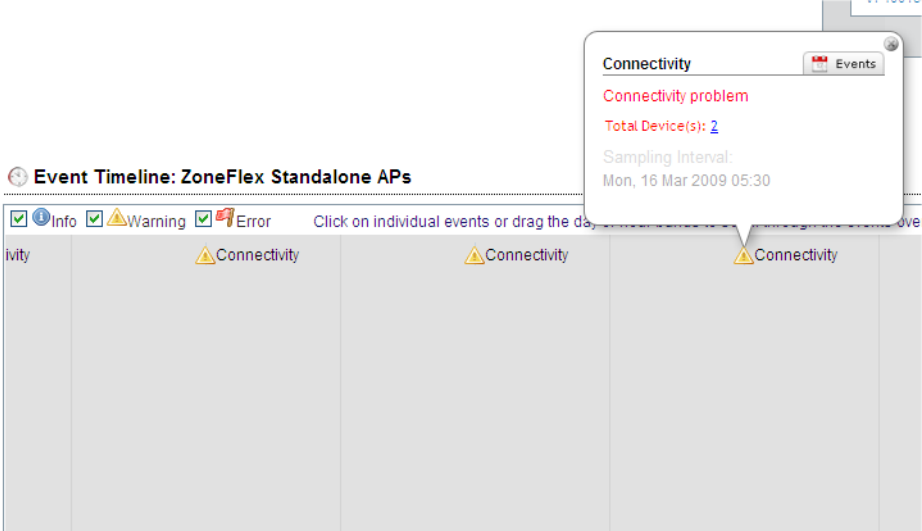 Connectivity
Events
Connectivity problem
Total Device(s): 2
Sampling Interval:
Mon, 16 Mar 2009 05:30
Event Timeline: ZoneFlex Standalone APs
Info Warning Error Click on individual events or drag the day
ivity Connectivity Connectivity Connectivity